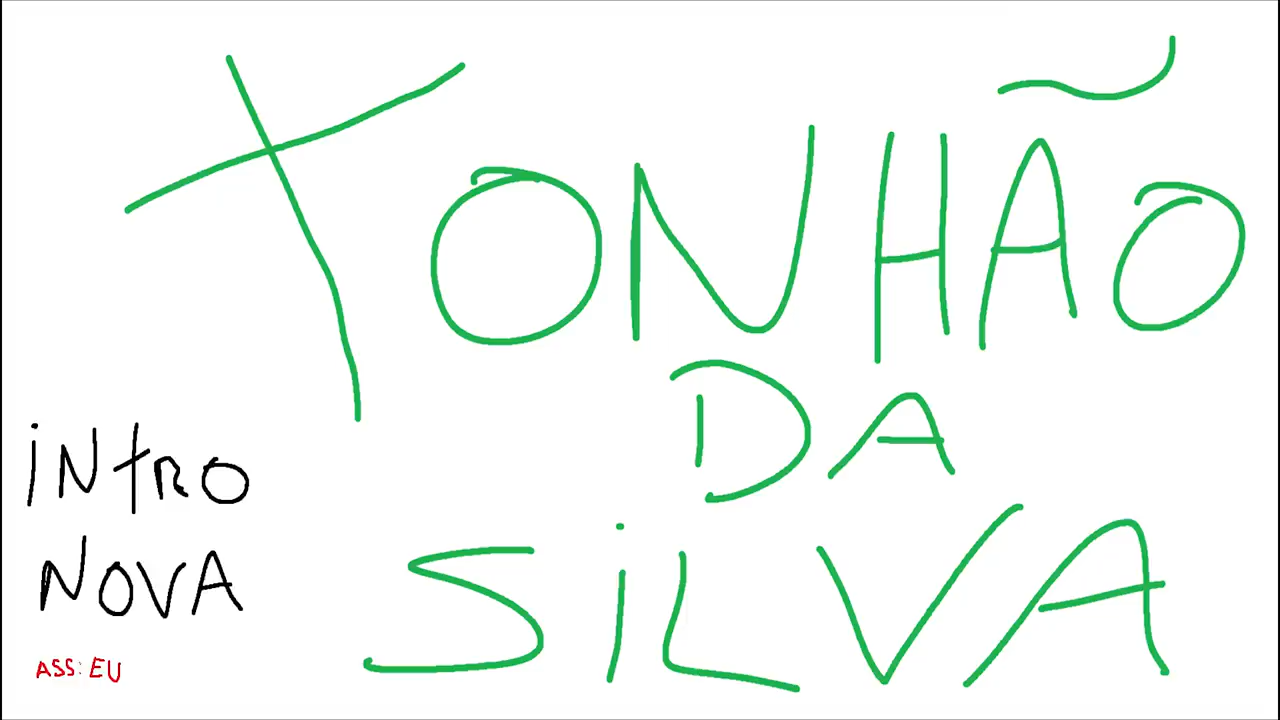 TONHÃO
DA
SiLVA
iNtRO
NOVA
ASS: EU